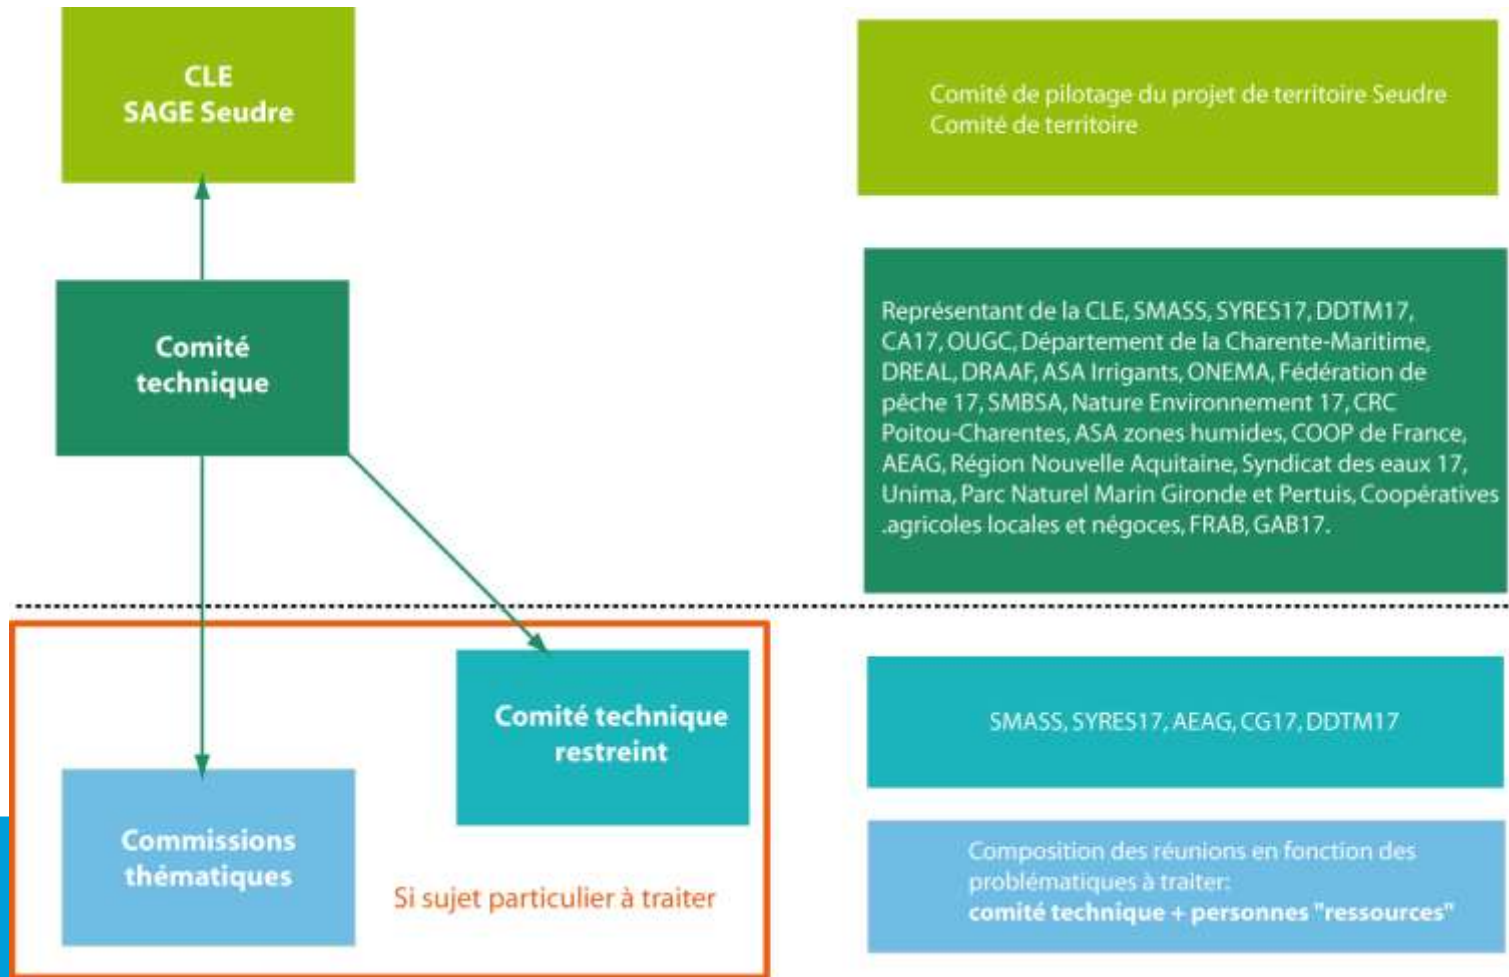 CLE
SAGE Seudre
Comité de pilotage du projet de territoire Seudre
Comité de territoire
Comité
technique
Représentant de la CLE, SMASS, SYRES17, DDTM17,
CA17, OUGC, Département de la Charente-Maritime,
DREAL, DRAAF, ASA Irrigants, ONEMA, Fédération de
pêche 17, SMBSA, Nature Environnement 17, CRC
Poitou-Charentes, ASA zones humides, COOP de France,
AEAG, Région Nouvelle Aquitaine, Syndicat des eaux 17,
Unima, Parc Naturel Marin Gironde et Pertuis, Coopératives
.agricoles locales et négoces, FRAB, GAB17.
Comité technique
restreint
SMASS, SYRES17, AEAG, CG17, DDTM17
Commissions
thématiques
Si sujet particulier à traiter
Composition des réunions en fonction des
problématiques à traiter:
comité technique + personnes "ressources"